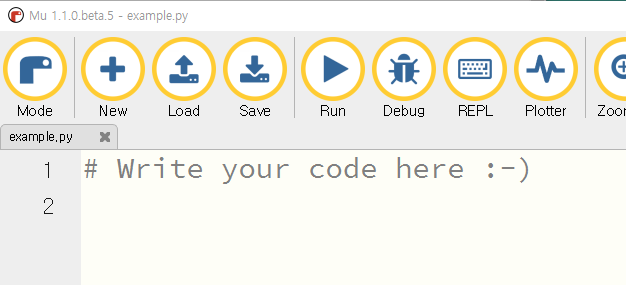 Mu 1.1.0.beta.5 - example.py
Mode New Load Save Run Debug REPL Plotter Zoo
example.py
1 # Write your code here :-)
2